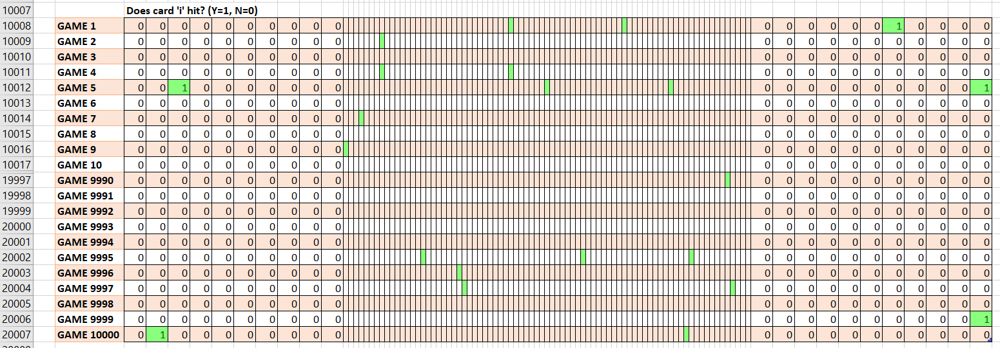 10007 Does card 'i' hit? (Y=1, N=0)
10008 GAME 1 0 0 0 0 0 0 0 0 0 0 0 0 0 0 0 0 1 0 0 0 0
10009 GAME 2 0 0 0 0 0 0 0 0 0 0 0 0 0 0 0 0 0 0 0 0 0
10010 GAME 3 0 0 0 0 0 0 0 0 0 0 0 0 0 0 0 0 0 0 0 0 0
10011 GAME 4 0 0 0 0 0 0 0 0 0 0 0 0 0 0 0 0 0 0 0 0 0
10012 GAME 5 0 0 1 0 0 0 0 0 0 0 0 0 0 0 0 0 0 0 0 0 1
10013 GAME 6 0 0 0 0 0 0 0 0 0 0 0 0 0 0 0 0 0 0 0 0 0
10014 GAME 7 0 0 0 0 0 0 0 0 0 0 0 0 0 0 0 0 0 0 0 0 0
10015 GAME 8 0 0 0 0 0 0 0 0 0 0 0 0 0 0 0 0 0 0 0 0 0
10016 GAME 9 0 0 0 0 0 0 0 0 0 0 0 0 0 0 0 0 0 0 0 0 0
10017 GAME 10 0 0 0 0 0 0 0 0 0 0 0 0 0 0 0 0 0 0 0 0 0
19997 GAME 9990 0 0 0 0 0 0 0 0 0 0 0 0 0 0 0 0 0 0 0 0 0
19998 GAME 9991 0 0 0 0 0 0 0 0 0 0 0 0 0 0 0 0 0 0 0 0 0
19999 GAME 9992 0 0 0 0 0 0 0 0 0 0 0 0 0 0 0 0 0 0 0 0 0
20000 GAME 9993 0 0 0 0 0 0 0 0 0 0 0 0 0 0 0 0 0 0 0 0 0
20001 GAME 9994 0 0 0 0 0 0 0 0 0 0 0 0 0 0 0 0 0 0 0 0 0
20002 GAME 9995 0 0 0 0 0 0 0 0 0 0 0 0 0 0 0 0 0 0 0 0 0
20003 GAME 9996 0 0 0 0 0 0 0 0 0 0 0 0 0 0 0 0 0 0 0 0 0
20004 GAME 9997 0 0 0 0 0 0 0 0 0 0 0 0 0 0 0 0 0 0 0 0 0
20005 GAME 9998 0 0 0 0 0 0 0 0 0 0 0 0 0 0 0 0 0 0 0 0 0
20006 GAME 9999 0 0 0 0 0 0 0 0 0 0 0 0 0 0 0 0 0 0 0 0 1
20007 GAME 10000 0 1 0 0 0 0 0 0 0 0 0 0 0 0 0 0 0 0 0 0 0